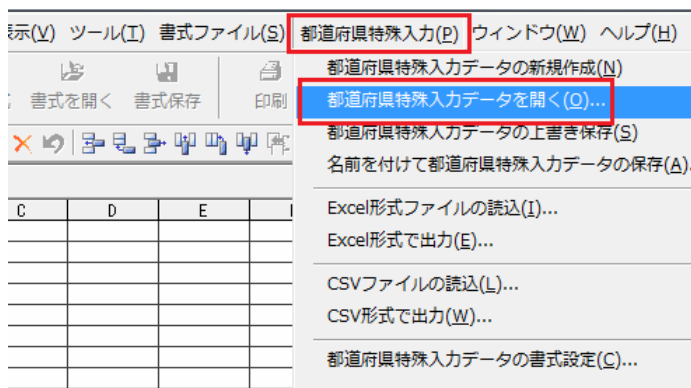 示(V) ツール(T) 書式ファイル(S) 都道府県特殊入力(P) ウィンドウ(W) ヘルプ(H)
書式を開く 書式保存 印刷
都道府県特殊入力データの新規作成(N)
都道府県特殊入力データを開く(O)...
都道府県特殊入力データの上書き保存(S)
名前を付けて都道府県特殊入力データの保存(A)
Excel形式ファイルの読込(I)...
Excel形式で出力(E)...
CSVファイルの読込(L)...
CSV形式で出力(W)...
都道府県特殊入力データの書式設定(C)...
C D E